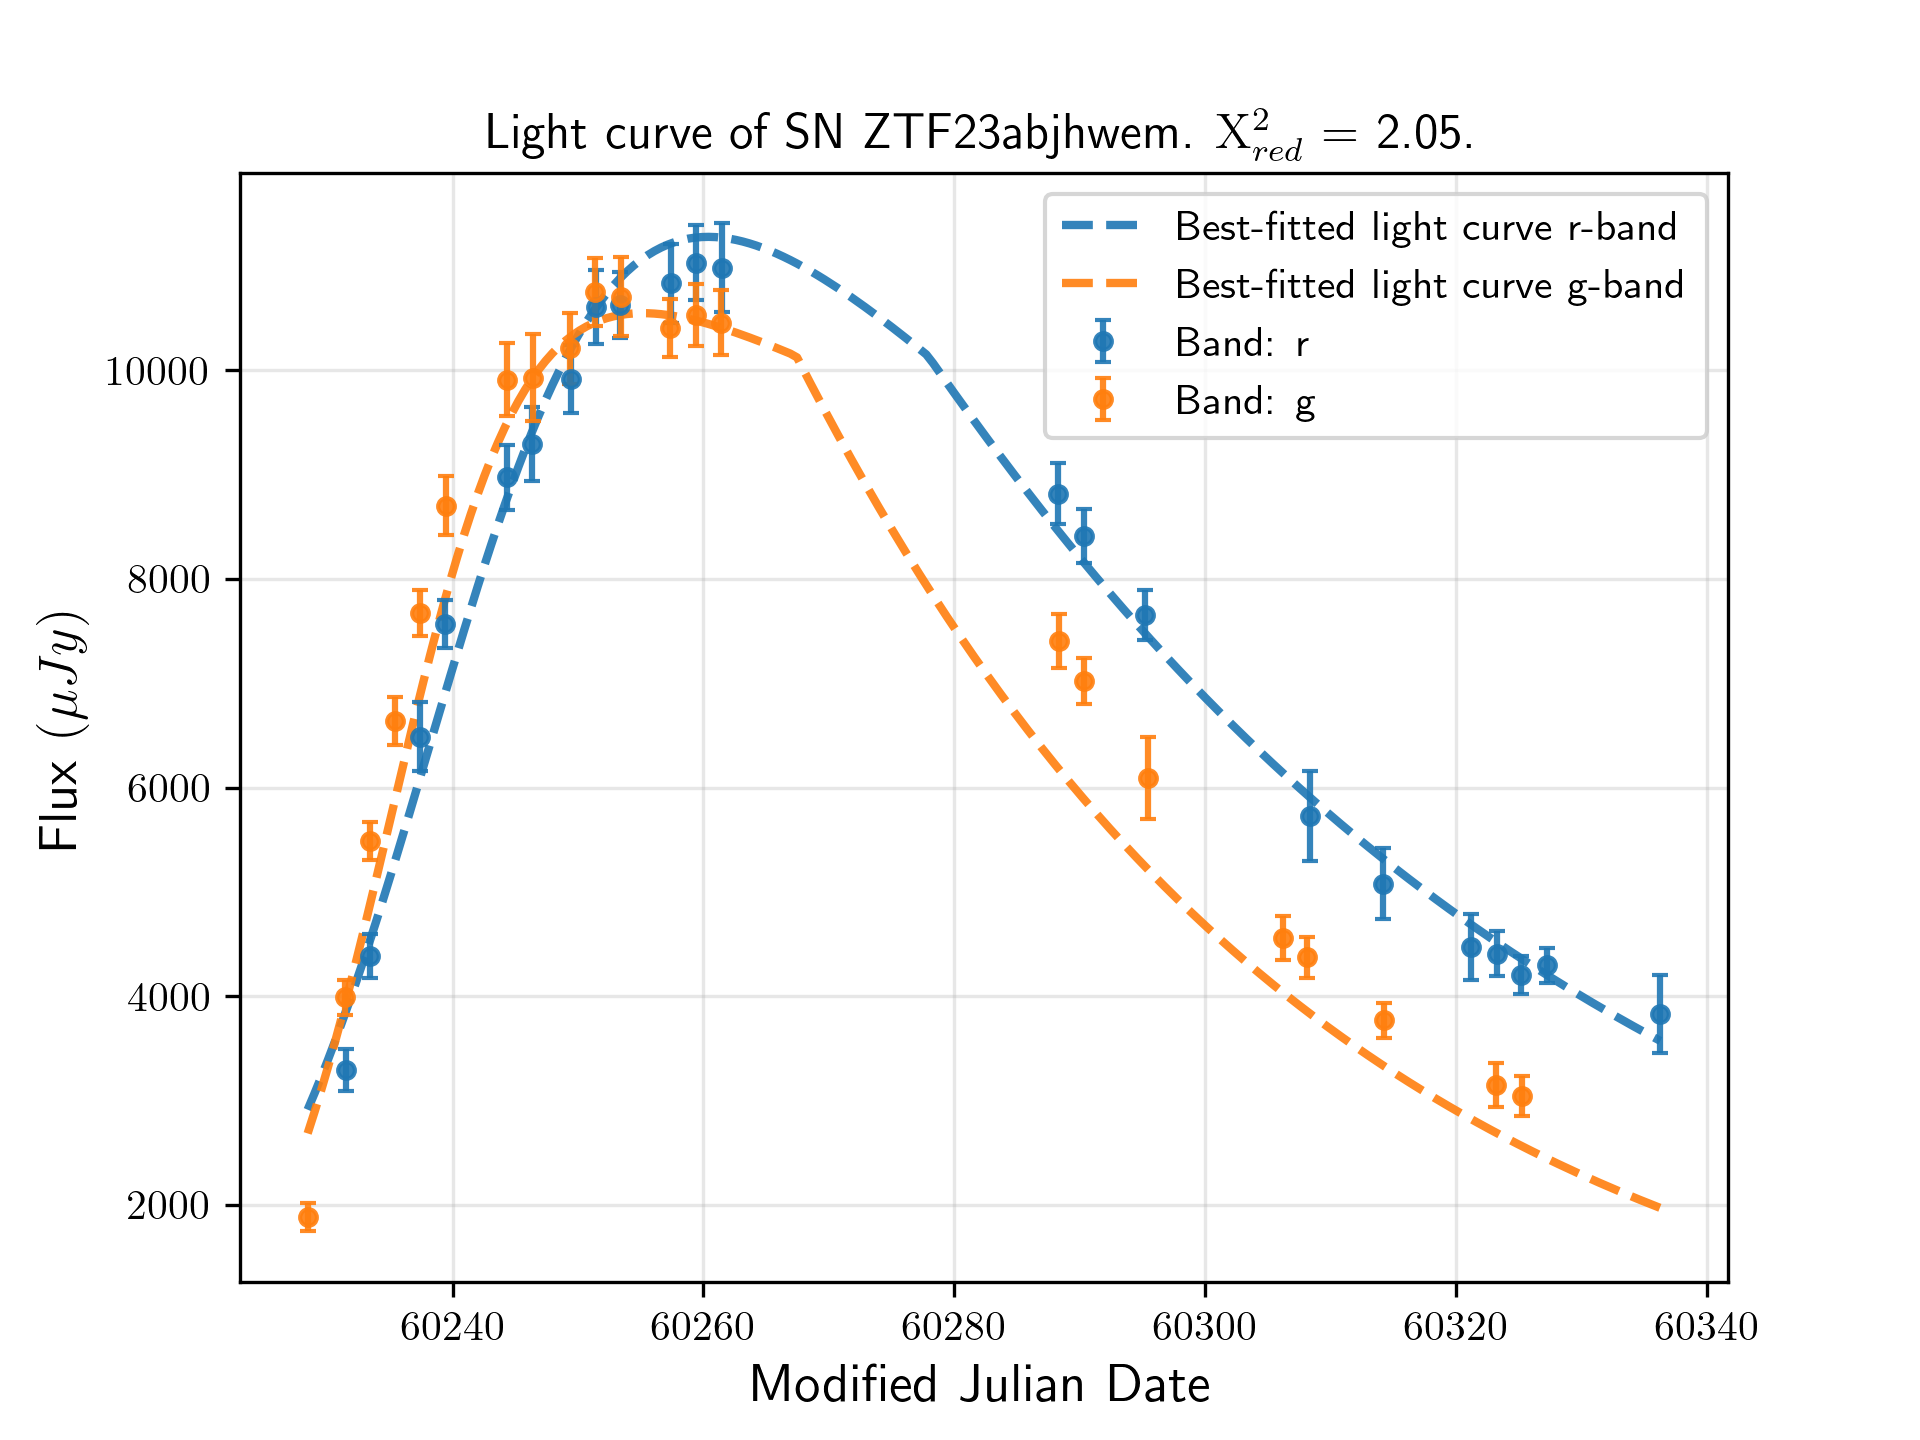 Light curve of SN ZTF23abjhwem. X²_red = 2.05.
Best-fitted light curve r-band
Best-fitted light curve g-band
Band: r
Band: g
Flux (μJy)
10000
8000
6000
4000
2000
60240 60260 60280 60300 60320 60340
Modified Julian Date